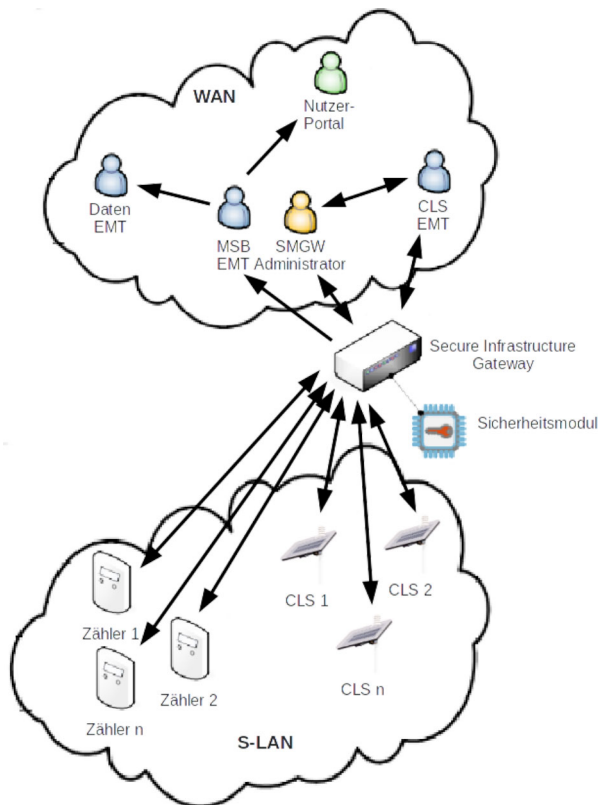 WAN
Nutzer-
Portal
Daten
EMT
CLS
EMT
MSB
EMT
SMGW
Administrator
Secure Infrastructure
Gateway
Sicherheitsmodul
CLS 1
CLS 2
Zähler 1
CLS n
Zähler 2
Zähler n
S-LAN